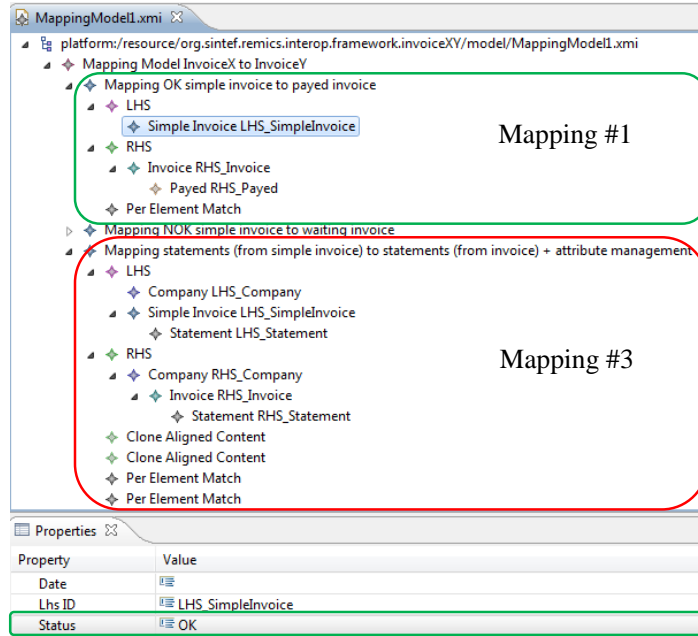 MappingModel1.xmi
platform:/resource/org.sintef.remics.interop.framework.invoiceXY/model/MappingModel1.xmi
Mapping Model InvoiceX to InvoiceY
Mapping OK simple invoice to payed invoice
LHS
Simple Invoice LHS_SimpleInvoice
Mapping #1
RHS
Invoice RHS_Invoice
Payed RHS_Payed
Per Element Match
Mapping NOK simple invoice to waiting invoice
Mapping statements (from simple invoice) to statements (from invoice) + attribute management
LHS
Company LHS_Company
Simple Invoice LHS_SimpleInvoice
Statement LHS_Statement
RHS
Mapping #3
Company RHS_Company
Invoice RHS_Invoice
Statement RHS_Statement
Clone Aligned Content
Clone Aligned Content
Per Element Match
Per Element Match
Properties
Property Value
Date
Lhs ID LHS_SimpleInvoice
Status OK